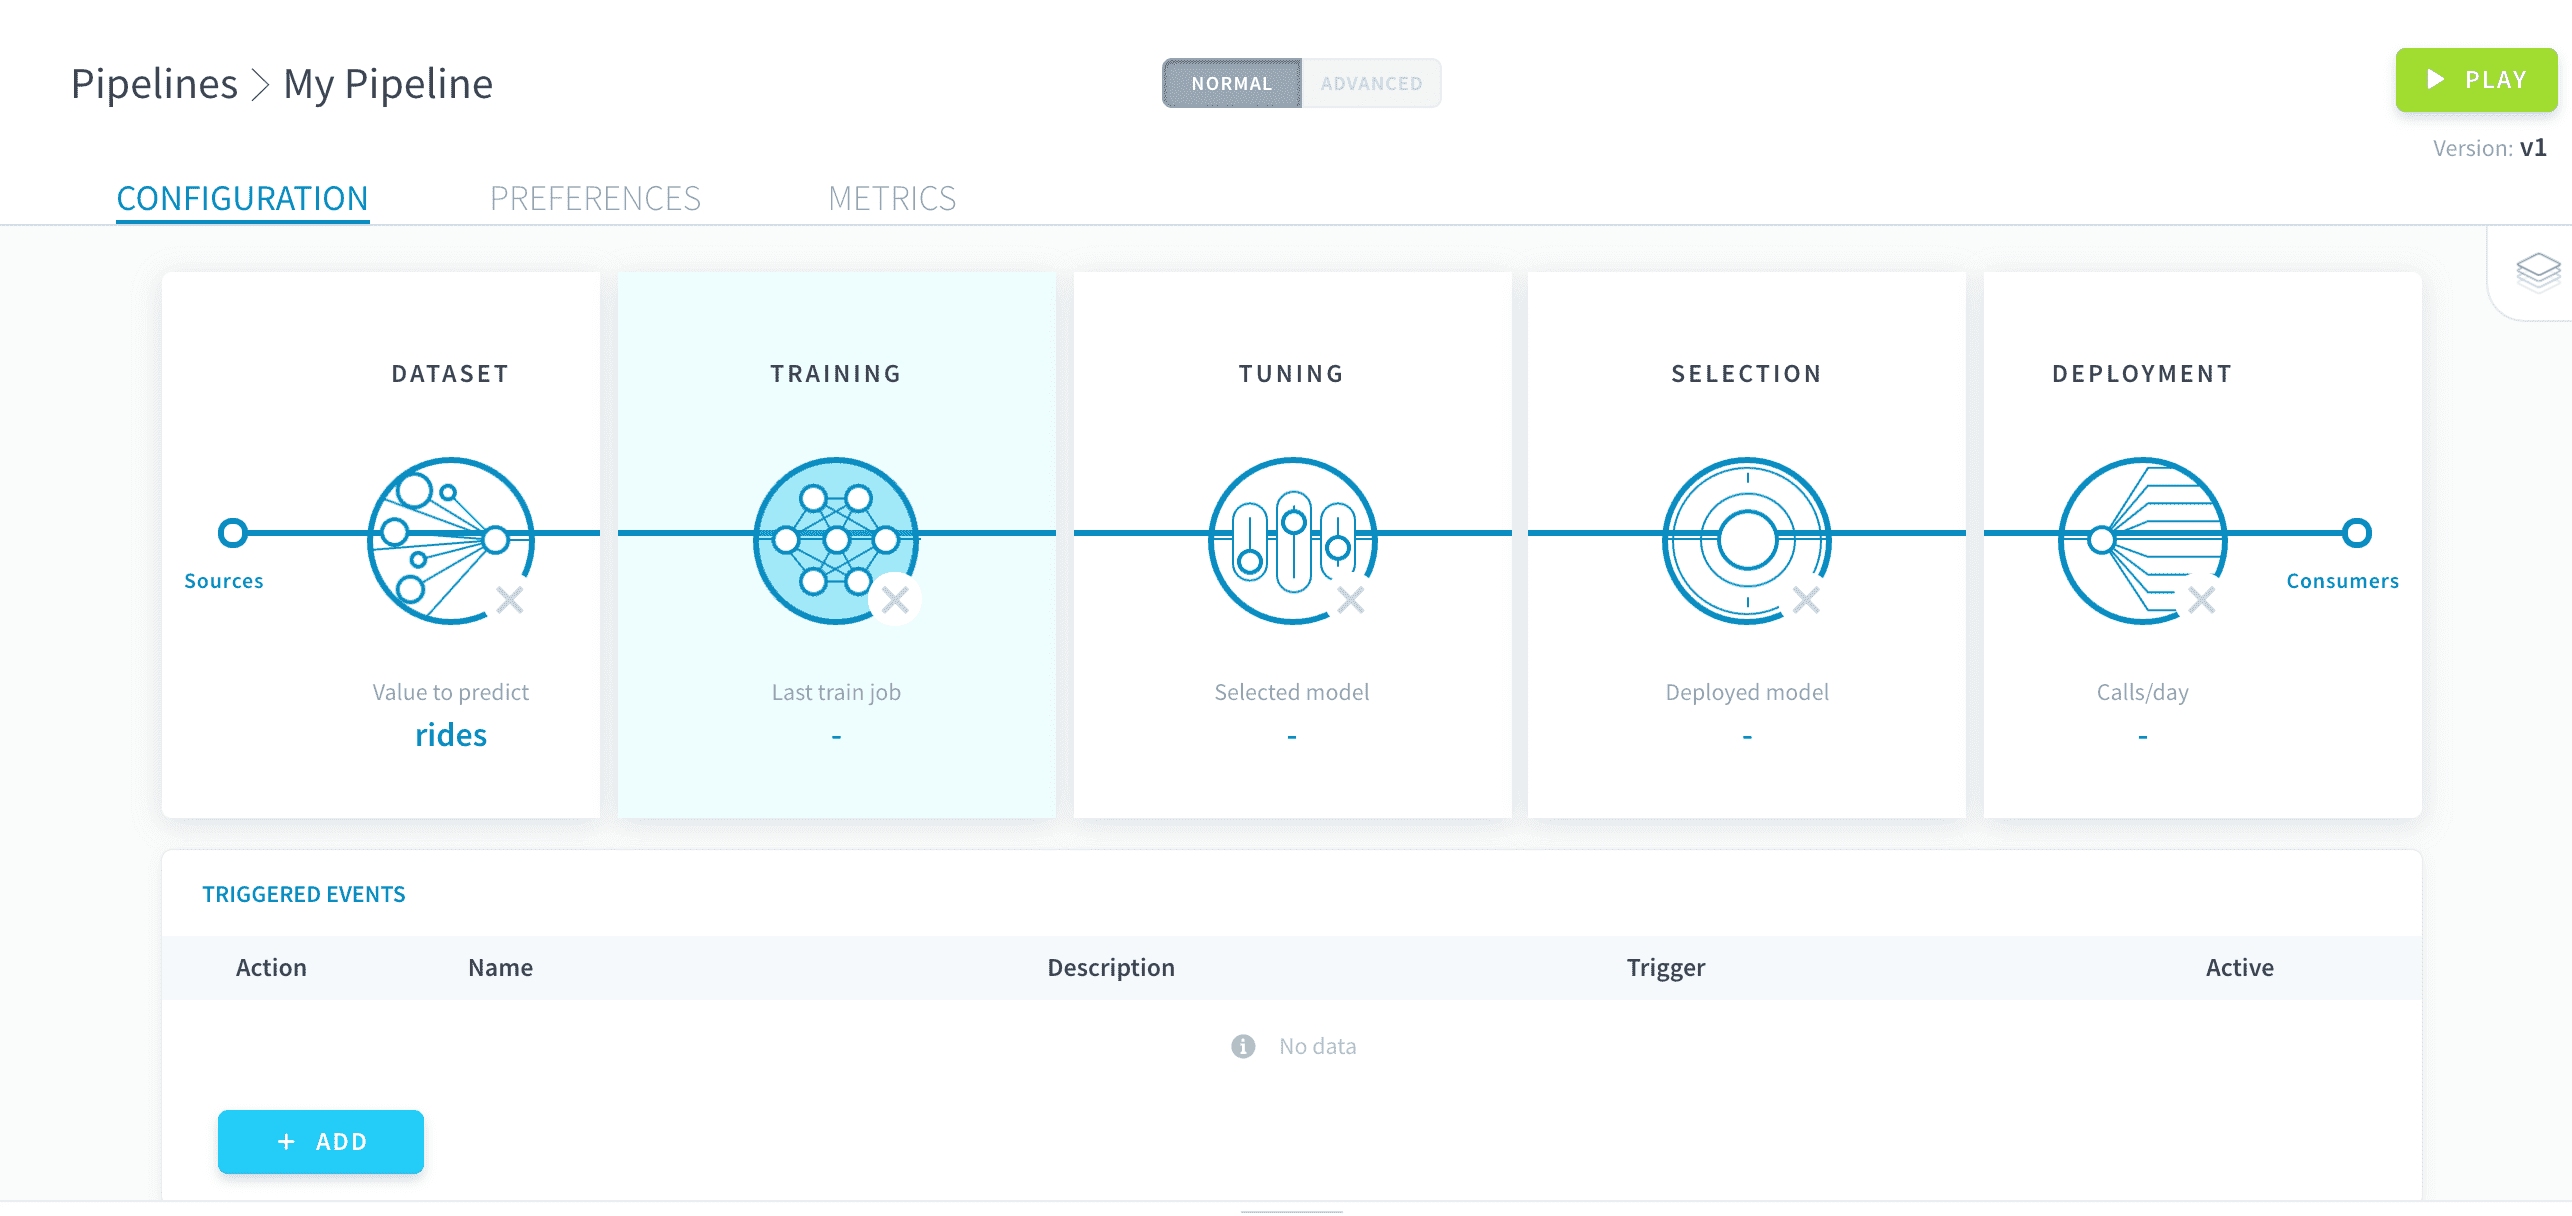 Pipelines > My Pipeline
NORMAL
ADVANCED
PLAY
Version: v1
CONFIGURATION
PREFERENCES
METRICS
DATASET
TRAINING
TUNING
SELECTION
DEPLOYMENT
Sources
Consumers
Value to predict
rides
Last train job
-
Selected model
-
Deployed model
-
Calls/day
-
TRIGGERED EVENTS
Action Name Description Trigger Active
No data
+ ADD